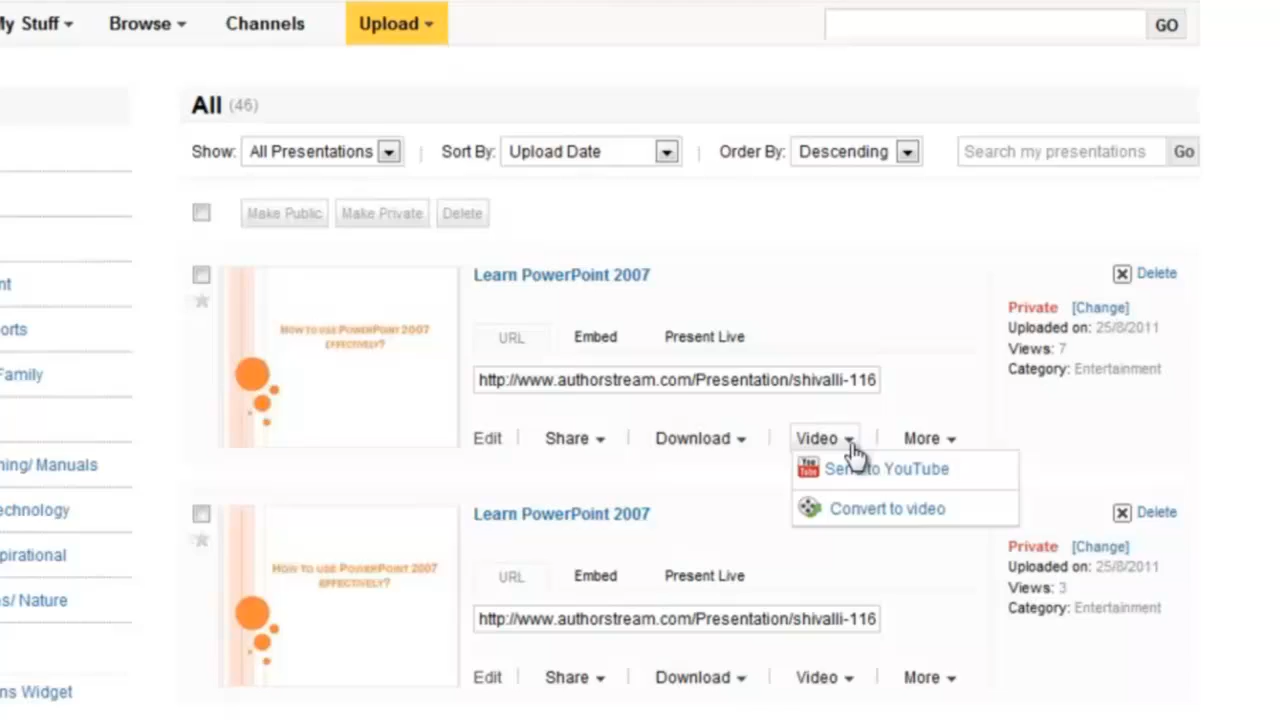 My Stuff Browse Channels Upload GO
All (46)
Show: All Presentations Sort By: Upload Date Order By: Descending Search my presentations Go
Make Public Make Private Delete
Learn PowerPoint 2007 Delete
HOW TO USE POWERPOINT 2007
EFFECTIVELY?
Private [Change]
Uploaded on: 25/8/2011
Views: 7
Category: Entertainment
URL Embed Present Live
http://www.authorstream.com/Presentation/shivalli-116
Edit Share Download Video More
Send to YouTube
Convert to video
Learn PowerPoint 2007 Delete
HOW TO USE POWERPOINT 2007
EFFECTIVELY?
Private [Change]
Uploaded on: 25/8/2011
Views: 3
Category: Entertainment
URL Embed Present Live
http://www.authorstream.com/Presentation/shivalli-116
Edit Share Download Video More
nt
orts
Family
ning/ Manuals
echnology
pirational
s/ Nature
ns Widget